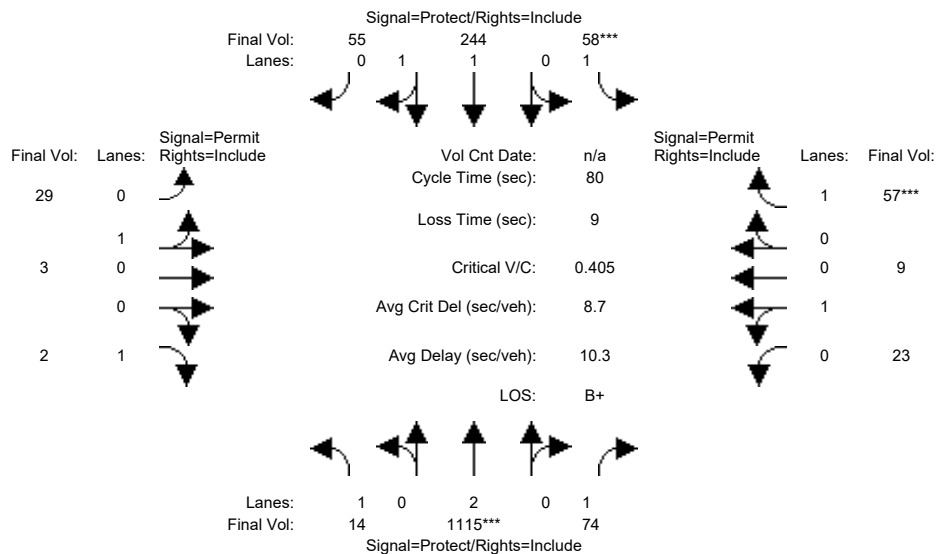 Signal=Protect/Rights=Include
Final Vol: 55 244 58***
Lanes: 0 1 1 0 1
Signal=Permit Signal=Permit
Final Vol: Lanes: Rights=Include Vol Cnt Date: n/a Rights=Include Lanes: Final Vol:
Cycle Time (sec): 80
29 0 1 57***
Loss Time (sec): 9
1 0
3 0 Critical V/C: 0.405 0 9
0 Avg Crit Del (sec/veh): 8.7 1
2 1 Avg Delay (sec/veh): 10.3 0 23
LOS: B+
Lanes: 1 0 2 0 1
Final Vol: 14 1115*** 74
Signal=Protect/Rights=Include